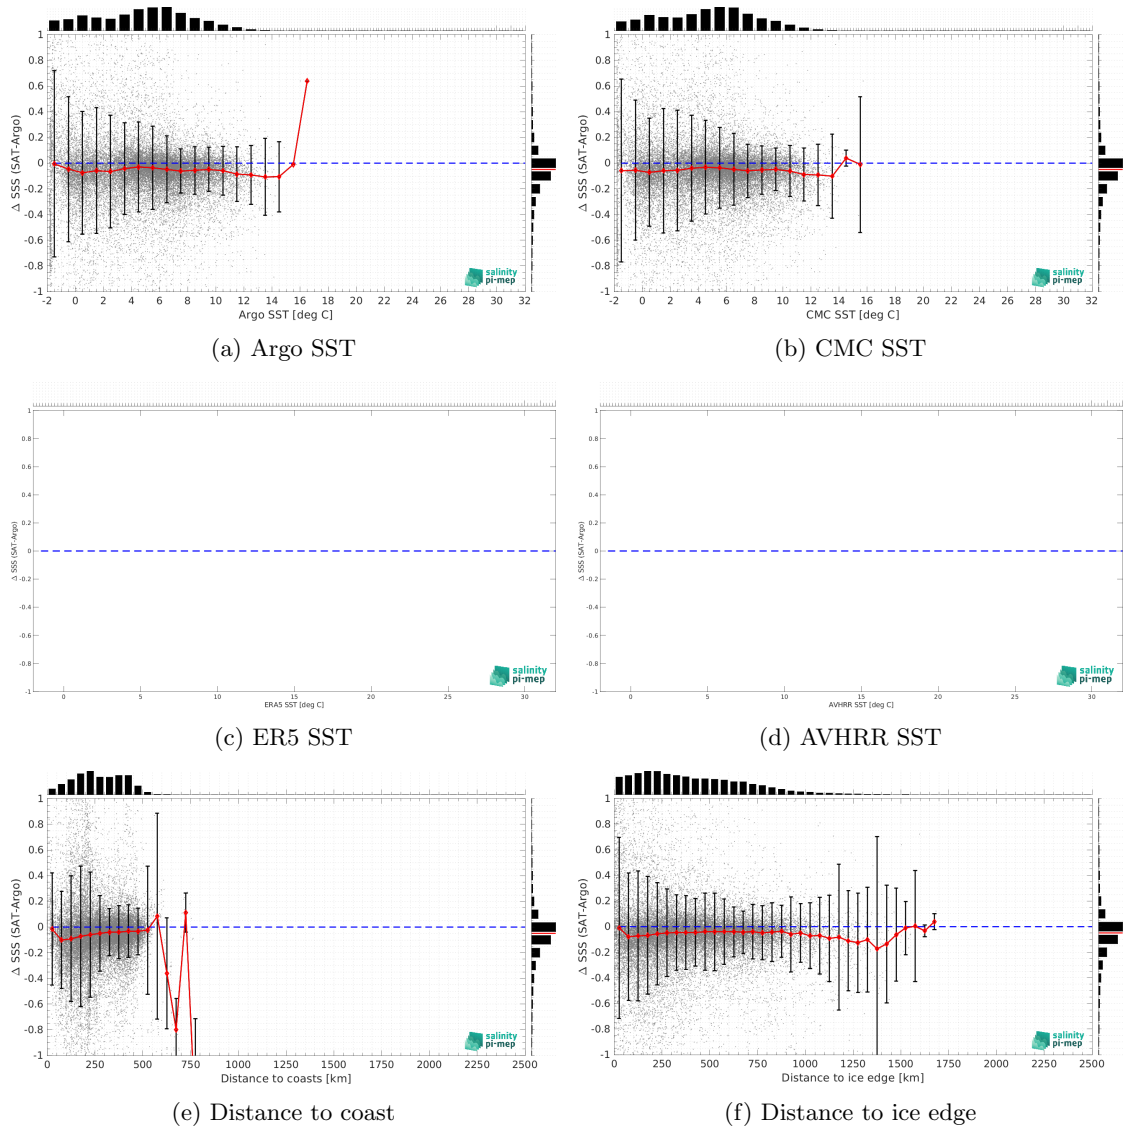 1
0.8
0.6
0.4
0.2
0
-0.2
-0.4
-0.6
-0.8
-1
Δ SSS (SAT-Argo)
-2 0 2 4 6 8 10 12 14 16 18 20 22 24 26 28 30 32
Argo SST [deg C]
salinity
pi-mep
(a) Argo SST
1
0.8
0.6
0.4
0.2
0
-0.2
-0.4
-0.6
-0.8
-1
Δ SSS (SAT-Argo)
-2 0 2 4 6 8 10 12 14 16 18 20 22 24 26 28 30 32
CMC SST [deg C]
salinity
pi-mep
(b) CMC SST
1
0.8
0.6
0.4
0.2
0
-0.2
-0.4
-0.6
-0.8
-1
Δ SSS (SAT-Argo)
0 5 10 15 20 25 30
ERA5 SST [deg C]
salinity
pi-mep
(c) ER5 SST
1
0.8
0.6
0.4
0.2
0
-0.2
-0.4
-0.6
-0.8
-1
Δ SSS (SAT-Argo)
0 5 10 15 20 25 30
AVHRR SST [deg C]
salinity
pi-mep
(d) AVHRR SST
1
0.8
0.6
0.4
0.2
0
-0.2
-0.4
-0.6
-0.8
-1
Δ SSS (SAT-Argo)
0 250 500 750 1000 1250 1500 1750 2000 2250 2500
Distance to coasts [km]
salinity
pi-mep
(e) Distance to coast
1
0.8
0.6
0.4
0.2
0
-0.2
-0.4
-0.6
-0.8
-1
Δ SSS (SAT-Argo)
0 250 500 750 1000 1250 1500 1750 2000 2250 2500
Distance to ice edge [km]
salinity
pi-mep
(f) Distance to ice edge